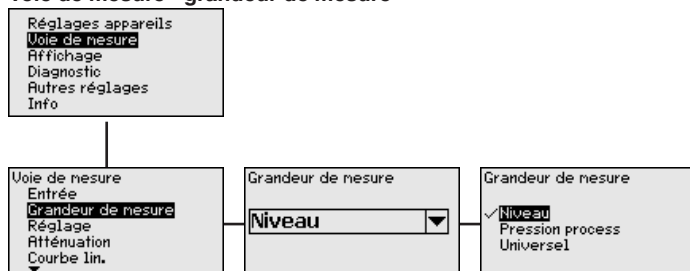 Voie de mesure - grandeur de mesure
Réglages appareils
Voie de mesure
Affichage
Diagnostic
Autres réglages
Info
Voie de mesure
Entrée
Grandeur de mesure
Réglage
Atténuation
Courbe lin.
Grandeur de mesure
Niveau
Grandeur de mesure
Niveau
Pression process
Universel